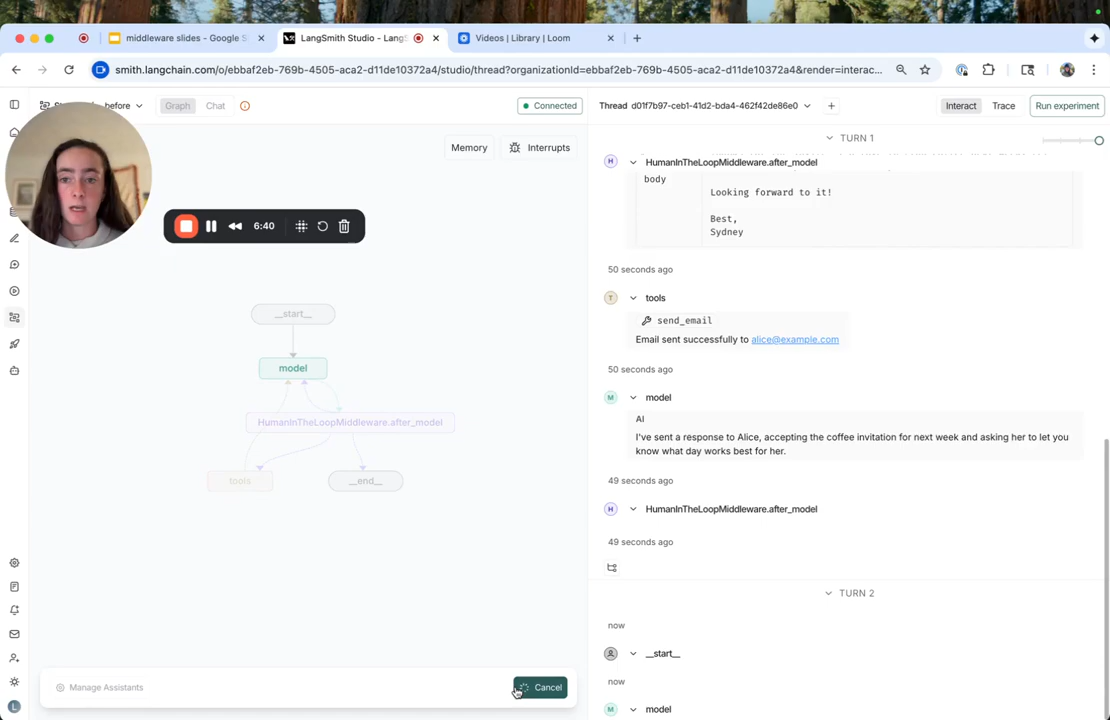 middleware slides - Google S
LangSmith Studio - LangS
Videos | Library | Loom
smith.langchain.com/o/ebbaf2eb-769b-4505-aca2-d11de10372a4/studio/thread?organizationId=ebbaf2eb-769b-4505-aca2-d11de10372a4&render=interac...
before
Graph
Chat
Connected
Thread d01f7b97-ceb1-41d2-bda4-462f42de86e0
Interact
Trace
Run experiment
Memory
Interrupts
TURN 1
H
HumanInTheLoopMiddleware.after_model
body
Looking forward to it!
Best,
Sydney
6:40
50 seconds ago
T
tools
send_email
Email sent successfully to alice@example.com
50 seconds ago
M
model
AI
I've sent a response to Alice, accepting the coffee invitation for next week and asking her to let you
know what day works best for her.
49 seconds ago
H
HumanInTheLoopMiddleware.after_model
49 seconds ago
TURN 2
now
__start__
now
M
model
__start__
model
HumanInTheLoopMiddleware.after_model
tools
__end__
Manage Assistants
Cancel
L